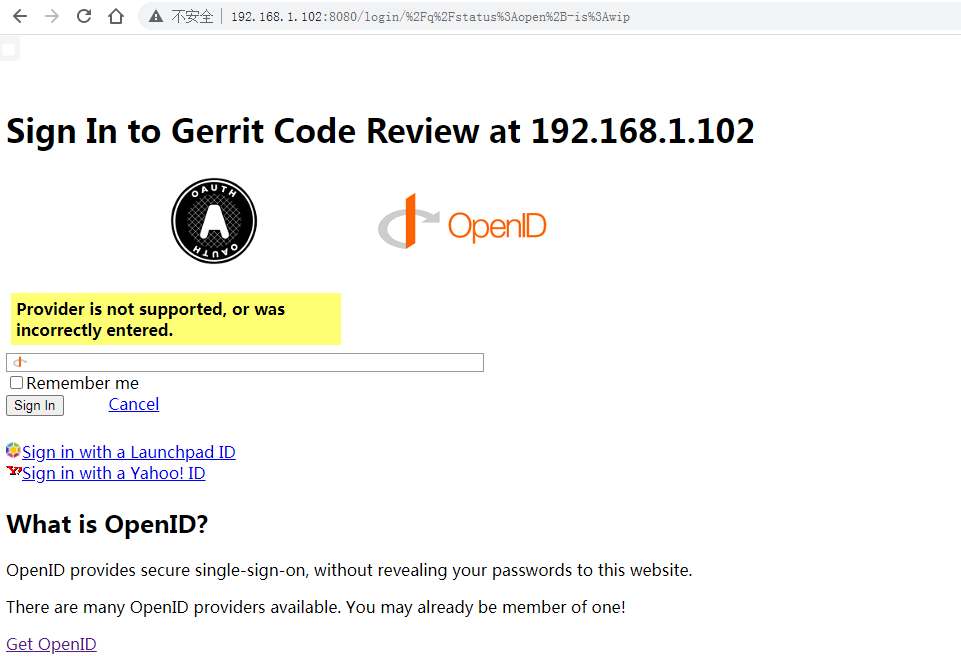 不安全 192.168.1.102:8080/login/%2Fq%2Fstatus%3Aopen%2B-is%3Awip
Sign In to Gerrit Code Review at 192.168.1.102
OAUTH
A
OAUTH
OpenID
Provider is not supported, or was
incorrectly entered.
Remember me
Sign In Cancel
Sign in with a Launchpad ID
Sign in with a Yahoo! ID
What is OpenID?
OpenID provides secure single-sign-on, without revealing your passwords to this website.
There are many OpenID providers available. You may already be member of one!
Get OpenID